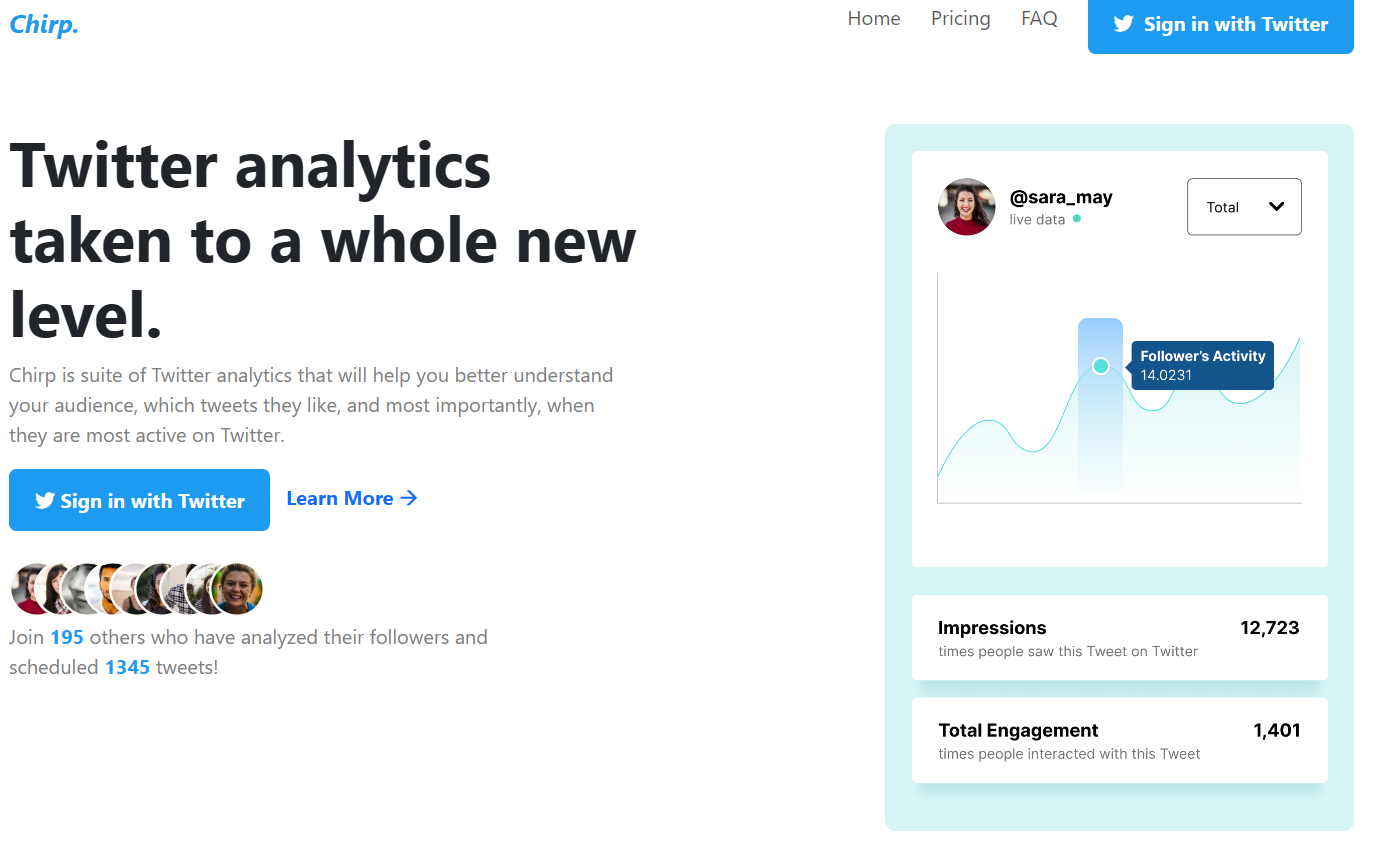 Chirp.
Home Pricing FAQ Sign in with Twitter
Twitter analytics
taken to a whole new
level.
Chirp is suite of Twitter analytics that will help you better understand
your audience, which tweets they like, and most importantly, when
they are most active on Twitter.
Sign in with Twitter Learn More →
Join 195 others who have analyzed their followers and
scheduled 1345 tweets!
@sara_may
live data
Total
Follower’s Activity
14.0231
Impressions 12,723
times people saw this Tweet on Twitter
Total Engagement 1,401
times people interacted with this Tweet